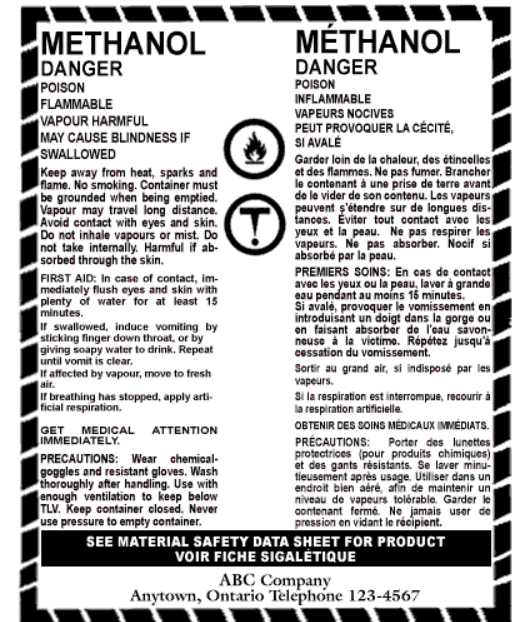 METHANOL
DANGER
POISON
FLAMMABLE
VAPOUR HARMFUL
MAY CAUSE BLINDNESS IF
SWALLOWED
Keep away from heat, sparks and
flame. No smoking. Container must
be grounded when being emptied.
Vapour may travel long distance.
Avoid contact with eyes and skin.
Do not inhale vapours or mist. Do
not take internally. Harmful if ab-
sorbed through the skin.
FIRST AID: In case of contact, im-
mediately flush eyes and skin with
plenty of water for at least 15
minutes.
If swallowed, induce vomiting by
sticking finger down throat, or by
giving soapy water to drink. Repeat
until vomit is clear.
If affected by vapour, move to fresh
air.
If breathing has stopped, apply arti-
ficial respiration.
GET MEDICAL ATTENTION
IMMEDIATELY.
PRECAUTIONS: Wear chemical-
goggles and resistant gloves. Wash
thoroughly after handling. Use with
enough ventilation to keep below
TLV. Keep container closed. Never
use pressure to empty container.
MÉTHANOL
DANGER
POISON
INFLAMMABLE
VAPEURS NOCIVES
PEUT PROVOQUER LA CÉCITÉ,
SI AVALÉ
Garder loin de la chaleur, des étincelles
et des flammes. Ne pas fumer. Brancher
le contenant à une prise de terre avant
de le vider de son contenu. Les vapeurs
peuvent s'étendre sur de longues dis-
tances. Éviter tout contact avec les
yeux et la peau. Ne pas respirer les
vapeurs. Ne pas absorber. Nocif si
absorbé par la peau.
PREMIERS SOINS: En cas de contact
avec les yeux ou la peau, laver à grande
eau pendant au moins 15 minutes.
Si avalé, provoquer le vomissement en
introduisant un doigt dans la gorge ou
en faisant absorber de l'eau savon-
neuse à la victime. Répétez jusqu'à
cessation du vomissement.
Sortir au grand air, si indisposé par les
vapeurs.
Si la respiration est interrompue, recourir à
la respiration artificielle.
OBTENIR DES SOINS MÉDICAUX IMMÉDIATS.
PRÉCAUTIONS: Porter des lunettes
protectrices (pour produits chimiques)
et des gants résistants. Se laver minu-
tieusement après usage. Utiliser dans un
endroit bien aéré, afin de maintenir un
niveau de vapeurs tolérable. Garder le
contenant fermé. Ne jamais user de
pression en vidant le récipient.
SEE MATERIAL SAFETY DATA SHEET FOR PRODUCT
VOIR FICHE SIGALÉTIQUE
ABC Company
Anytown, Ontario Telephone 123-4567